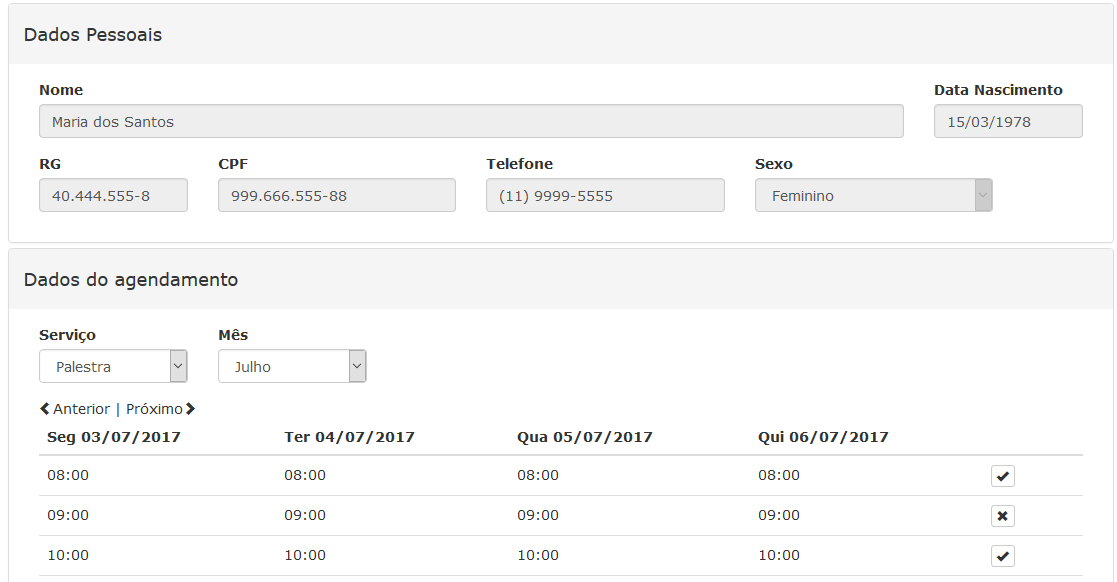 Dados Pessoais
Nome Data Nascimento
Maria dos Santos 15/03/1978
RG CPF Telefone Sexo
40.444.555-8 999.666.555-88 (11) 9999-5555 Feminino
Dados do agendamento
Serviço Mês
Palestra Julho
Anterior | Próximo
Seg 03/07/2017 Ter 04/07/2017 Qua 05/07/2017 Qui 06/07/2017
08:00 08:00 08:00 08:00
09:00 09:00 09:00 09:00
10:00 10:00 10:00 10:00